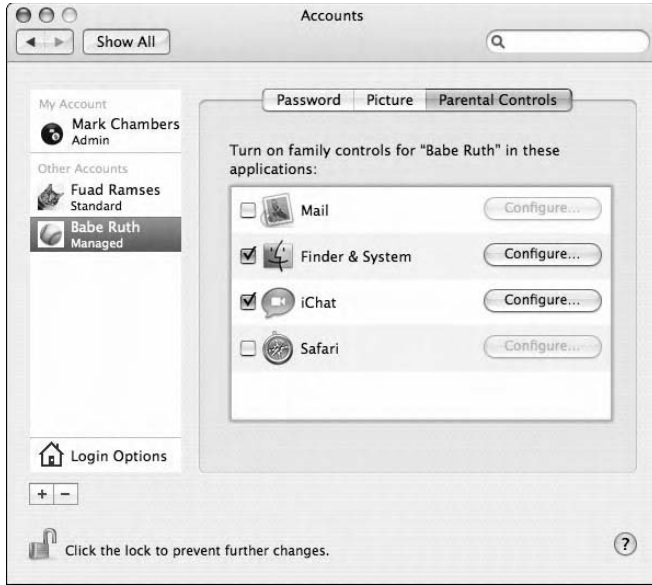 Accounts
Show All
My Account
Mark Chambers
Admin
Other Accounts
Fuad Ramses
Standard
Babe Ruth
Managed
Login Options
+ −
Password Picture Parental Controls
Turn on family controls for “Babe Ruth” in these
applications:
Mail Configure...
Finder & System Configure...
iChat Configure...
Safari Configure...
Click the lock to prevent further changes.
?